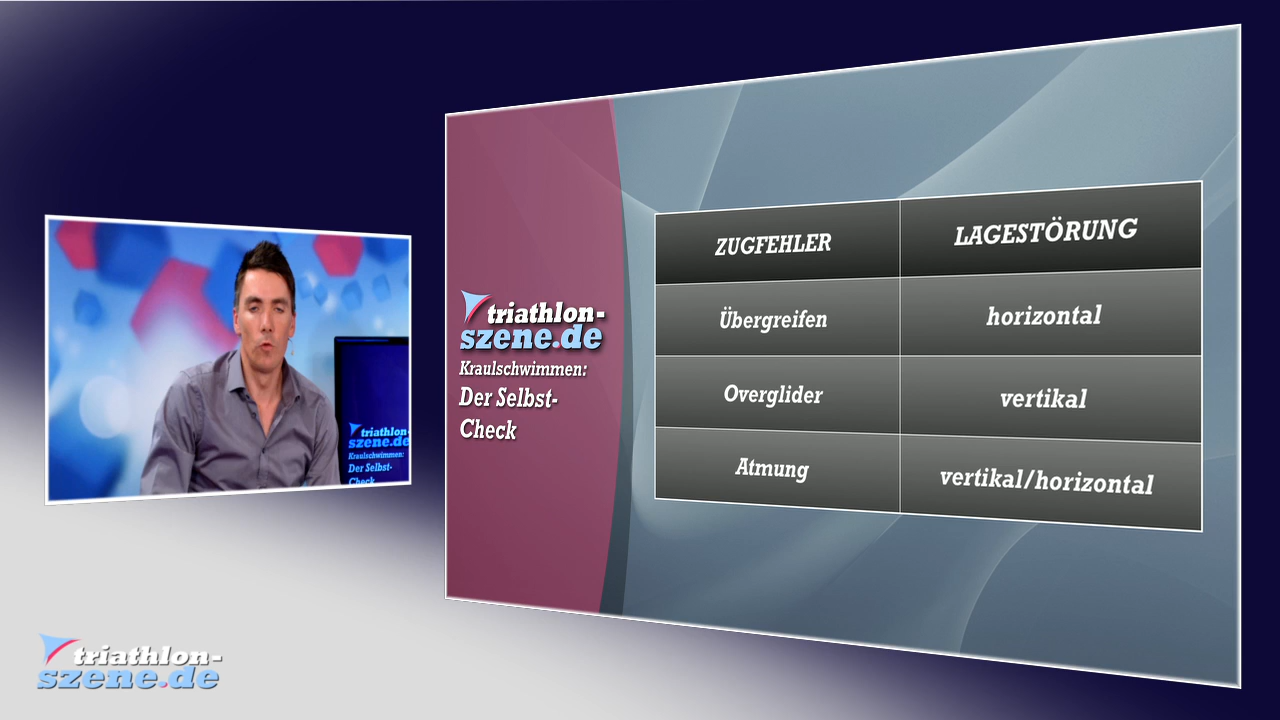 triathlon-
szene.de
Kraulschwimmen:
Der Selbst-
Check
triathlon-
szene.de
Kraulschwimmen:
Der Selbst-
Check
ZUGFEHLER LAGESTÖRUNG
Übergreifen horizontal
Overglider vertikal
Atmung vertikal/horizontal
triathlon-
szene.de